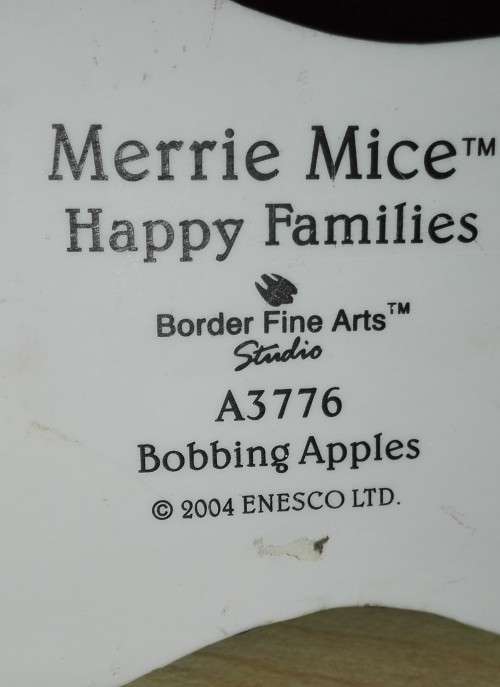 Merrie Mice™
Happy Families
Border Fine Arts™
Studio
A3776
Bobbing Apples
© 2004 ENESCO LTD.